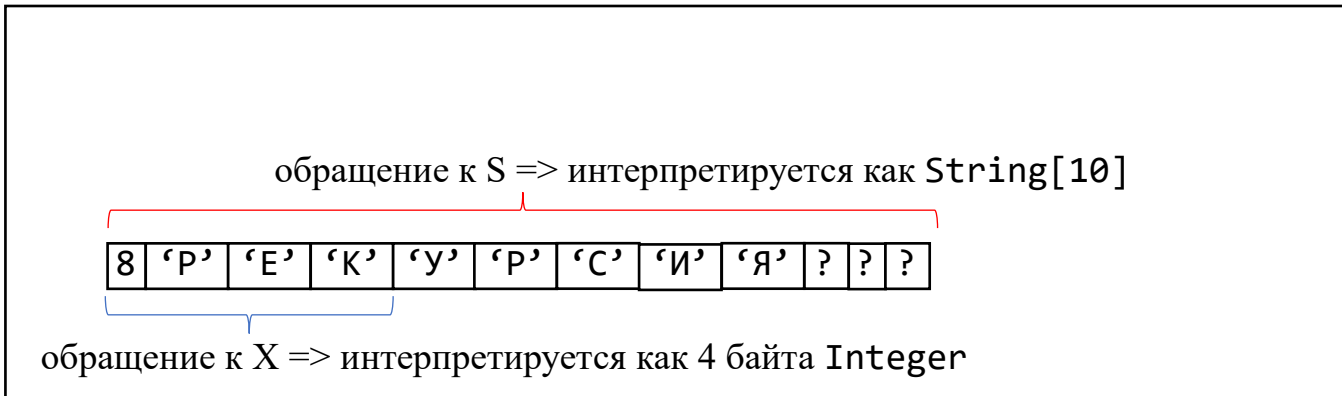 обращение к S => интерпретируется как String[10]
8 ‘Р’ ‘Е’ ‘К’ ‘У’ ‘Р’ ‘С’ ‘И’ ‘Я’ ? ? ?
обращение к X => интерпретируется как 4 байта Integer